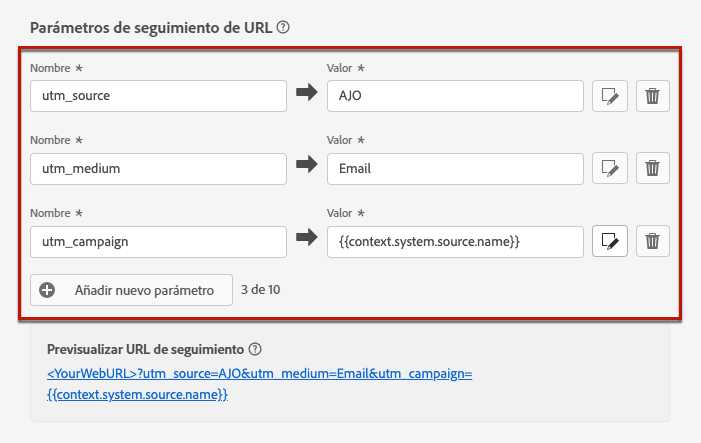 Parámetros de seguimiento de URL ?
Nombre * Valor *
utm_source AJO
Nombre * Valor *
utm_medium Email
Nombre * Valor *
utm_campaign {{context.system.source.name}}
Añadir nuevo parámetro 3 de 10
Previsualizar URL de seguimiento ?
<YourWebURL>?utm_source=AJO&utm_medium=Email&utm_campaign=
{{context.system.source.name}}